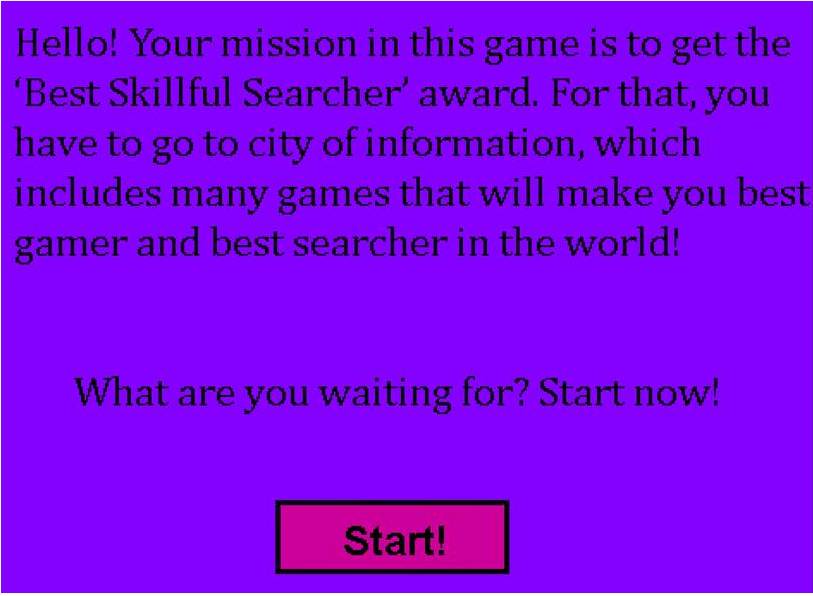 Hello! Your mission in this game is to get the
‘Best Skillful Searcher’ award. For that, you
have to go to city of information, which
includes many games that will make you best
gamer and best searcher in the world!
What are you waiting for? Start now!
Start!